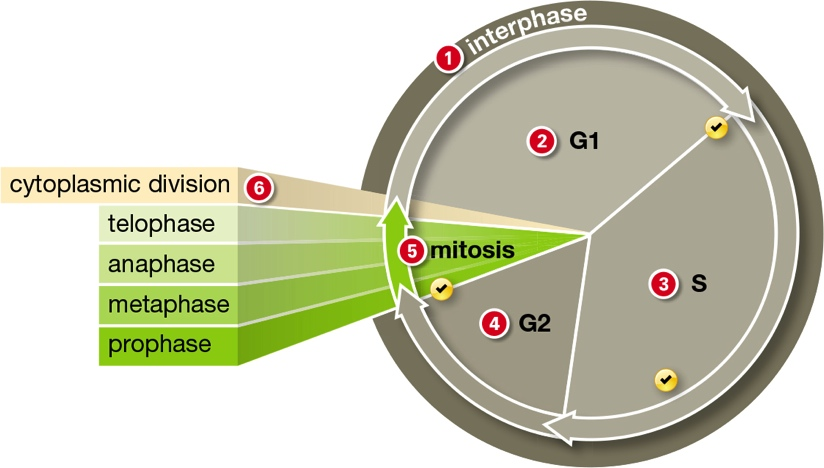 1 interphase
2 G1
cytoplasmic division 6
telophase
anaphase
metaphase
prophase
5 mitosis
3 S
4 G2